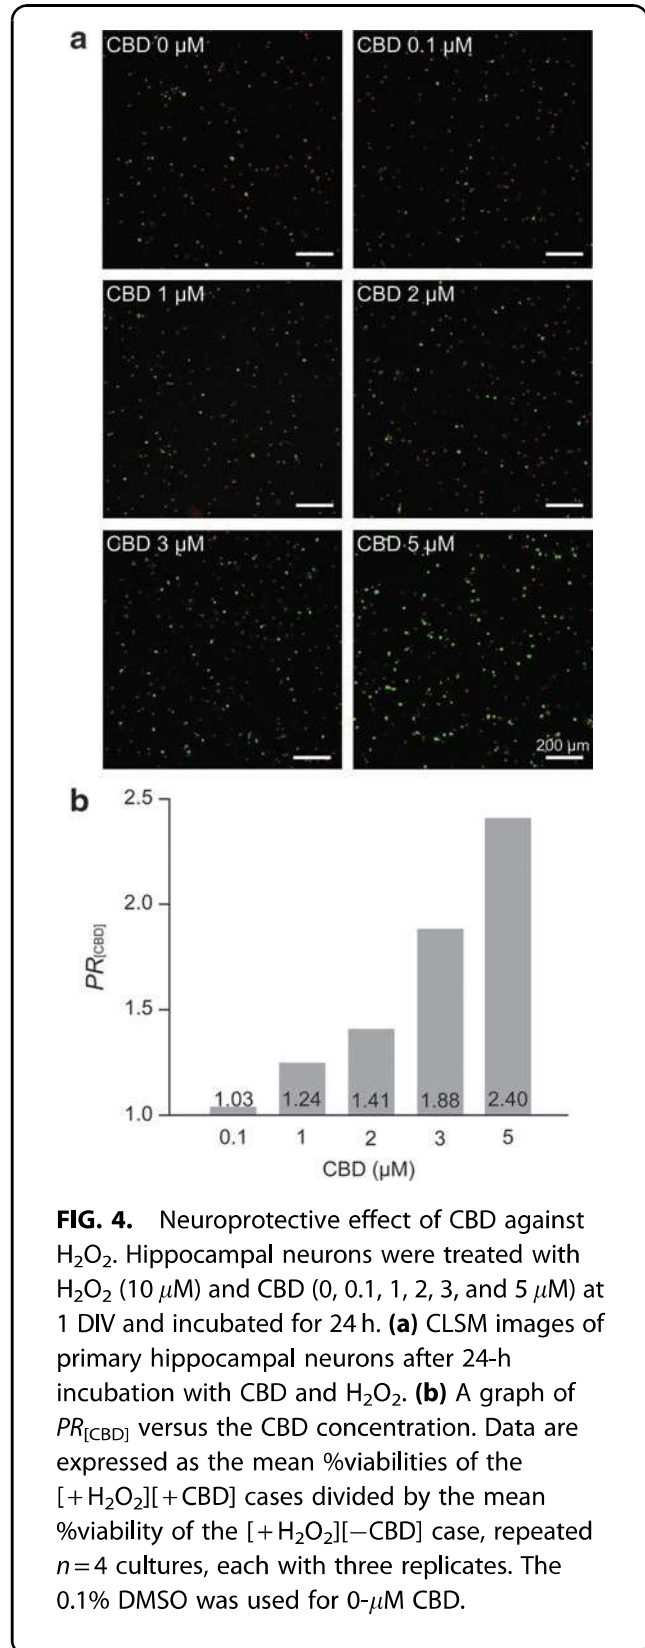 a
CBD 0 µM
CBD 0.1 µM
CBD 1 µM
CBD 2 µM
CBD 3 µM
CBD 5 µM
200 µm
b
2.5
2.0
1.5
1.0
PR[CBD]
1.03
1.24
1.41
1.88
2.40
0.1
1
2
3
5
CBD (µM)
FIG. 4. Neuroprotective effect of CBD against
H₂O₂. Hippocampal neurons were treated with
H₂O₂ (10 µM) and CBD (0, 0.1, 1, 2, 3, and 5 µM) at
1 DIV and incubated for 24 h. (a) CLSM images of
primary hippocampal neurons after 24-h
incubation with CBD and H₂O₂. (b) A graph of
PR[CBD] versus the CBD concentration. Data are
expressed as the mean %viabilities of the
[+H₂O₂][+CBD] cases divided by the mean
%viability of the [+H₂O₂][−CBD] case, repeated
n=4 cultures, each with three replicates. The
0.1% DMSO was used for 0-µM CBD.